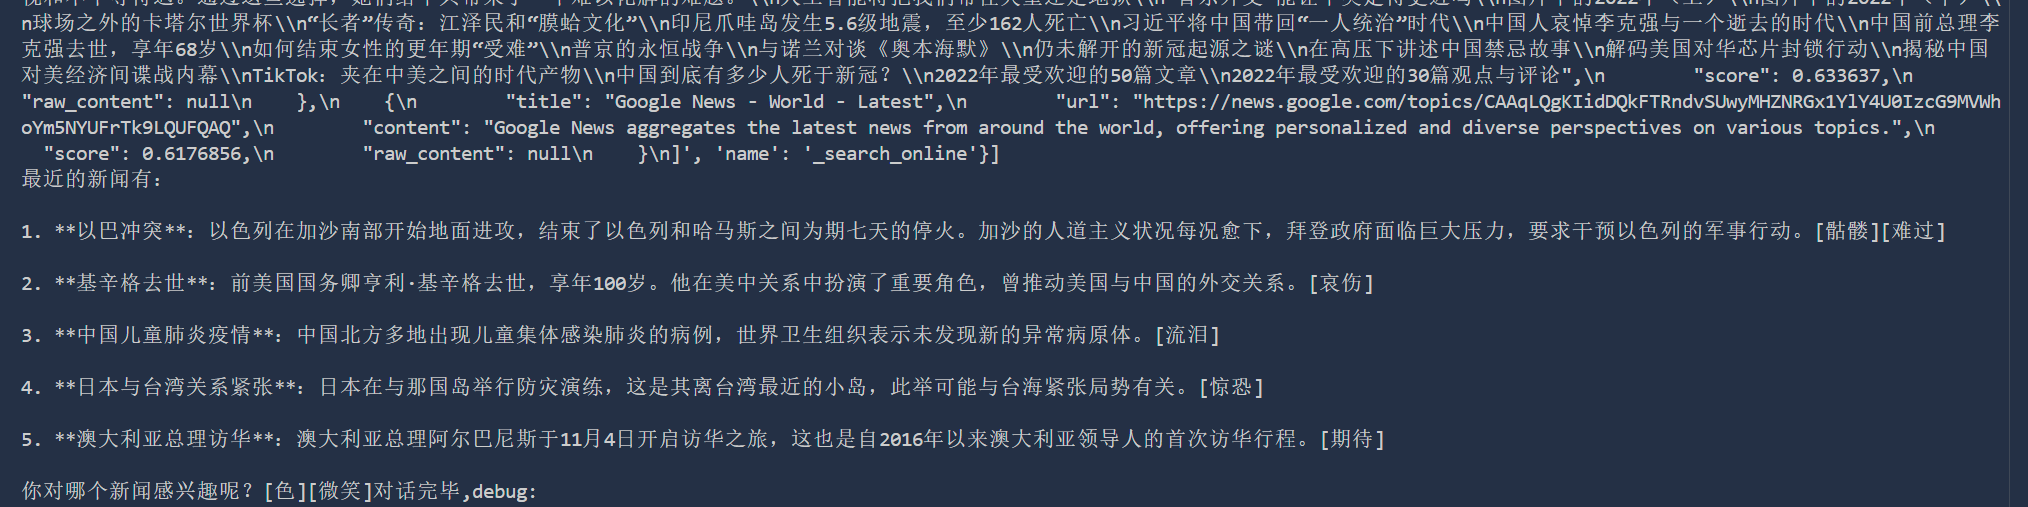 \\n球场之外的卡塔尔世界杯\\n“长者”传奇：江泽民和“膜蛤文化”\\n印尼爪哇岛发生5.6级地震，至少162人死亡\\n习近平将中国带回“一人统治”时代\\n中国人哀悼李克强与一个逝去的时代\\n中国前总理李
克强去世，享年68岁\\n如何结束女性的更年期“受难”\\n普京的永恒战争\\n与诺兰对谈《奥本海默》\\n仍未解开的新冠起源之谜\\n在高压下讲述中国禁忌故事\\n解码美国对华芯片封锁行动\\n揭秘中国
对美经济间谍战内幕\\nTikTok：夹在中美之间的时代产物\\n中国到底有多少人死于新冠？\\n2022年最受欢迎的50篇文章\\n2022年最受欢迎的30篇观点与评论",\n        "score": 0.633637,\n
"raw_content": null\n    },\n    {\n        "title": "Google News - World - Latest",\n        "url": "https://news.google.com/topics/CAAqLQgKIidDQkFTRndvSUwyMHZNRGx1YlY4U0IzcG9MVWh
oYm5NYUFrTk9LQUFQAQ",\n        "content": "Google News aggregates the latest news from around the world, offering personalized and diverse perspectives on various topics.",\n
"score": 0.6176856,\n        "raw_content": null\n    }\n]', 'name': '_search_online'}]
最近的新闻有：
1. **以巴冲突**：以色列在加沙南部开始地面进攻，结束了以色列和哈马斯之间为期七天的停火。加沙的人道主义状况每况愈下，拜登政府面临巨大压力，要求干预以色列的军事行动。[骷髅][难过]
2. **基辛格去世**：前美国国务卿亨利·基辛格去世，享年100岁。他在美中关系中扮演了重要角色，曾推动美国与中国的外交关系。[哀伤]
3. **中国儿童肺炎疫情**：中国北方多地出现儿童集体感染肺炎的病例，世界卫生组织表示未发现新的异常病原体。[流泪]
4. **日本与台湾关系紧张**：日本在与那国岛举行防灾演练，这是其离台湾最近的小岛，此举可能与台海紧张局势有关。[惊恐]
5. **澳大利亚总理访华**：澳大利亚总理阿尔巴尼斯于11月4日开启访华之旅，这也是自2016年以来澳大利亚领导人的首次访华行程。[期待]
你对哪个新闻感兴趣呢？[色][微笑]对话完毕,debug: